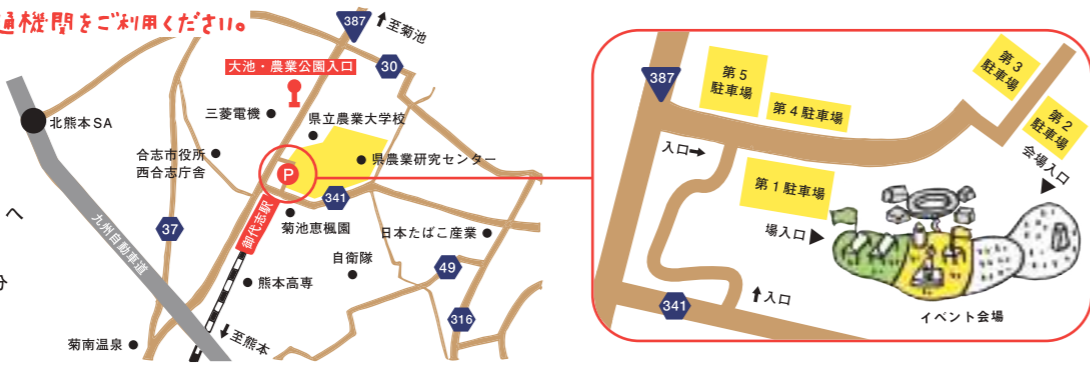 通機関をご利用ください。
387
↑至菊池
30
大池・農業公園入口
三菱電機
県立農業大学校
北熊本SA
合志市役所
西合志庁舎
県農業研究センター
P
341
37
九州自動車道
御代志駅
菊池恵楓園
日本たばこ産業
自衛隊
49
熊本高専
316
菊南温泉
↓至熊本
へ
387
第5
駐車場
第4駐車場
第3
駐車場
第2
駐車場
会場入口
入口→
第1駐車場
場入口
↑入口
341
イベント会場